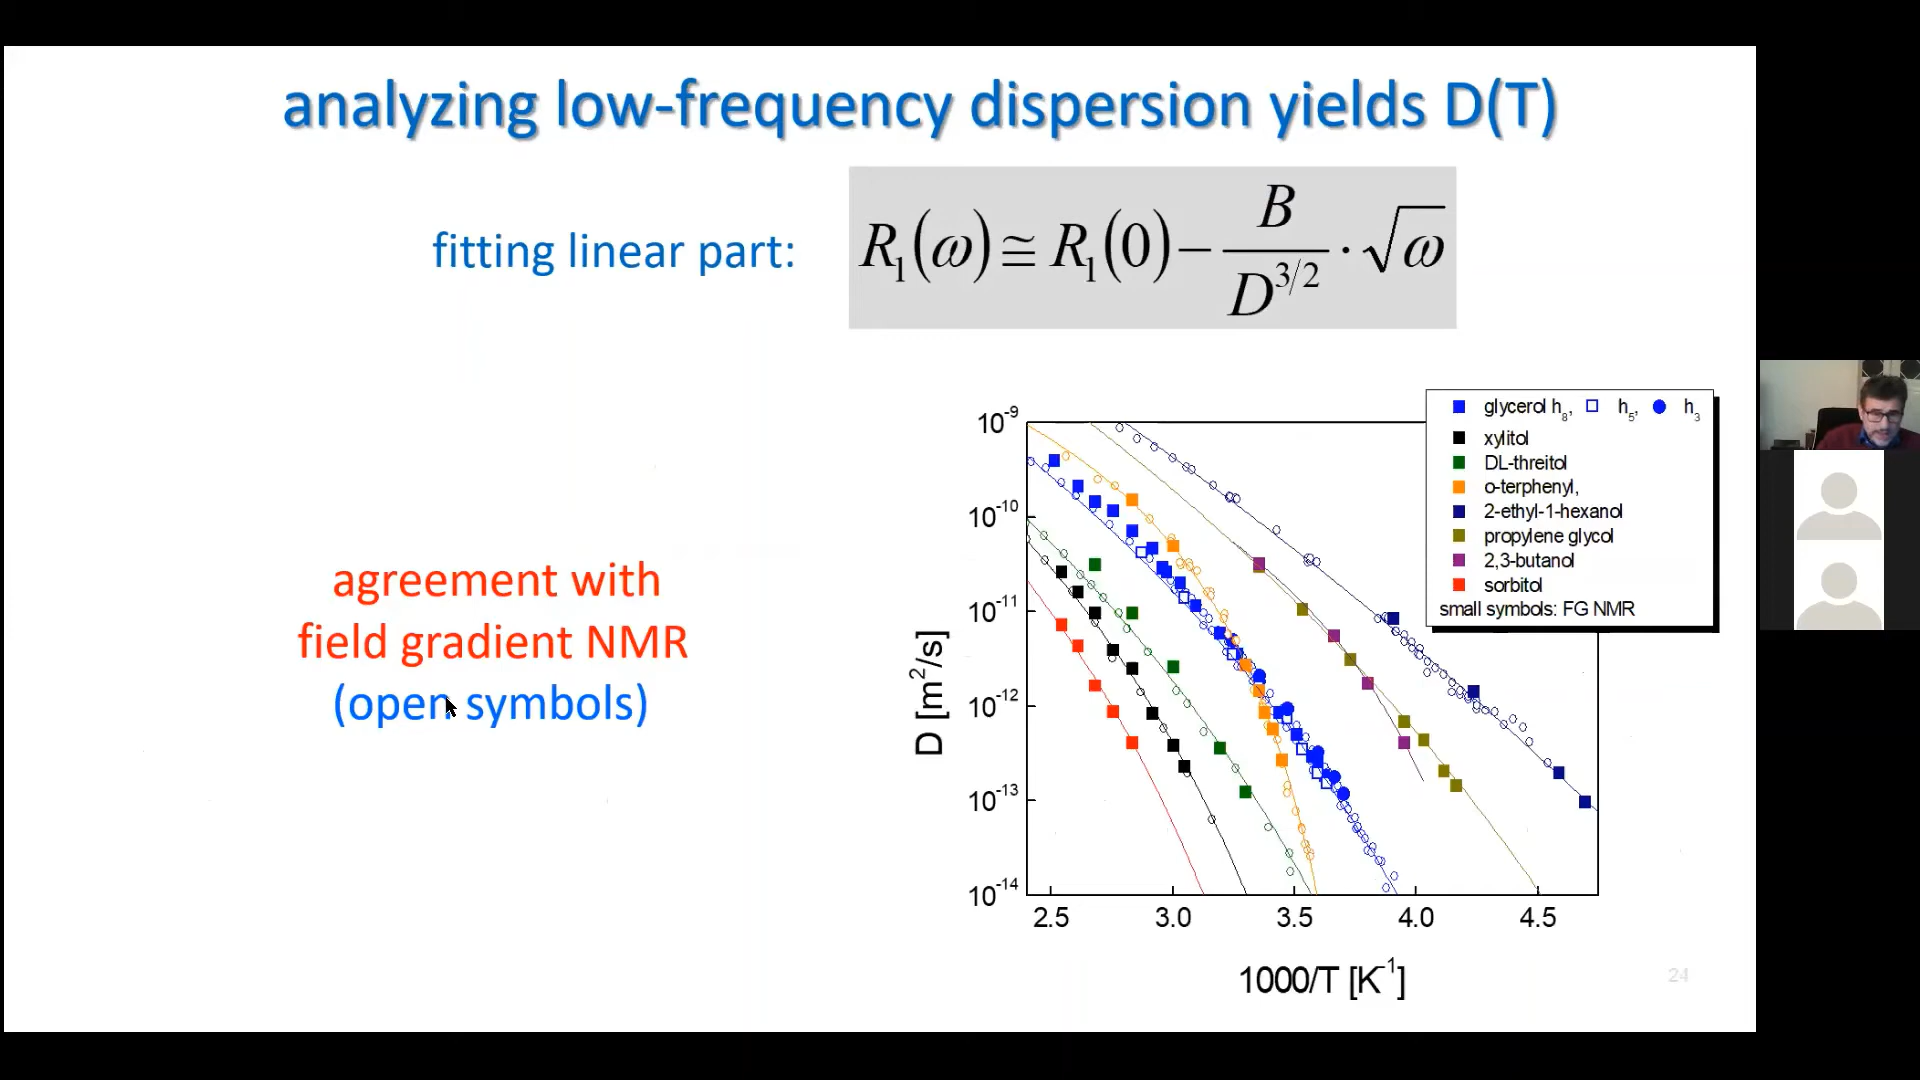 analyzing low-frequency dispersion yields D(T)
fitting linear part:
R₁(ω) ≅ R₁(0) − B/D^3/2 · √ω
agreement with
field gradient NMR
(open symbols)
glycerol h₈, h₅, h₃
xylitol
DL-threitol
o-terphenyl,
2-ethyl-1-hexanol
propylene glycol
2,3-butanol
sorbitol
small symbols: FG NMR
10⁻⁹
10⁻¹⁰
10⁻¹¹
10⁻¹²
10⁻¹³
10⁻¹⁴
D [m²/s]
2.5 3.0 3.5 4.0 4.5
1000/T [K⁻¹]
24